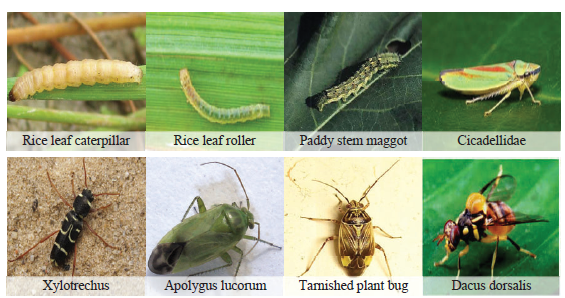 Rice leaf caterpillar
Rice leaf roller
Paddy stem maggot
Cicadellidae
Xylotrechus
Apolygus lucorum
Tarnished plant bug
Dacus dorsalis